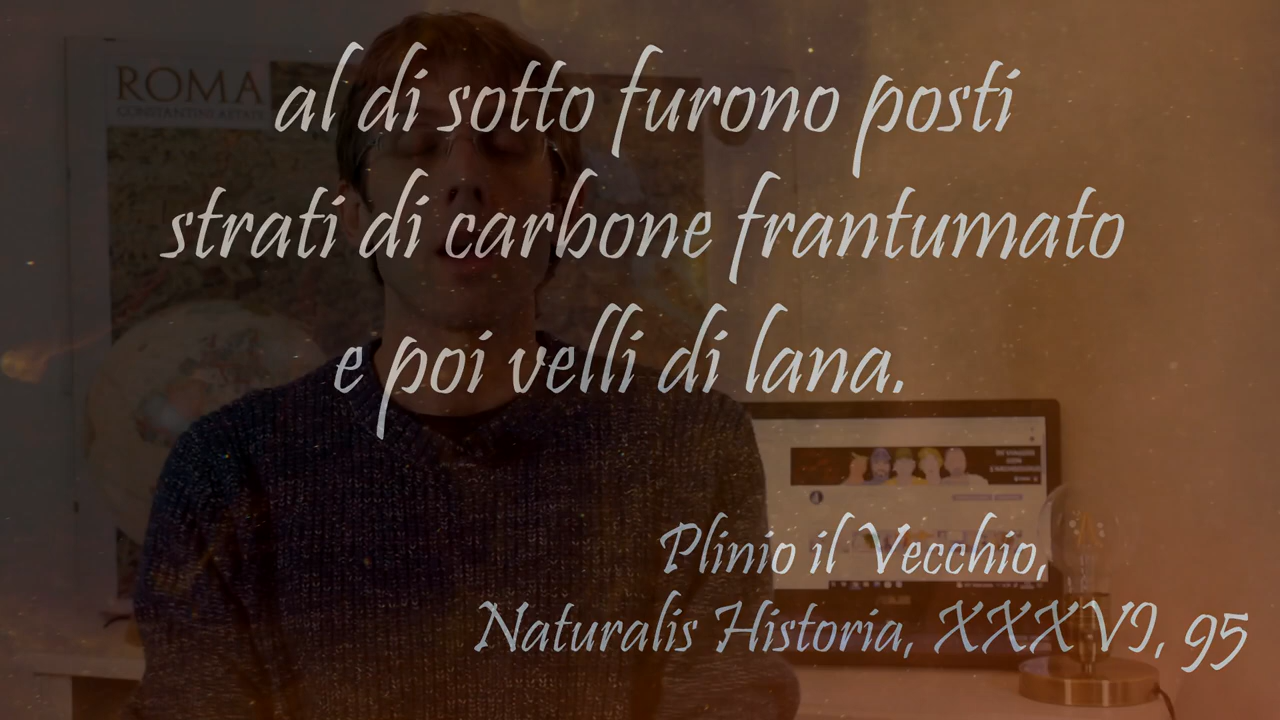 ROMA
al di sotto furono posti
strati di carbone frantumato
e poi velli di lana.
Plinio il Vecchio,
Naturalis Historia, XXXVI, 95